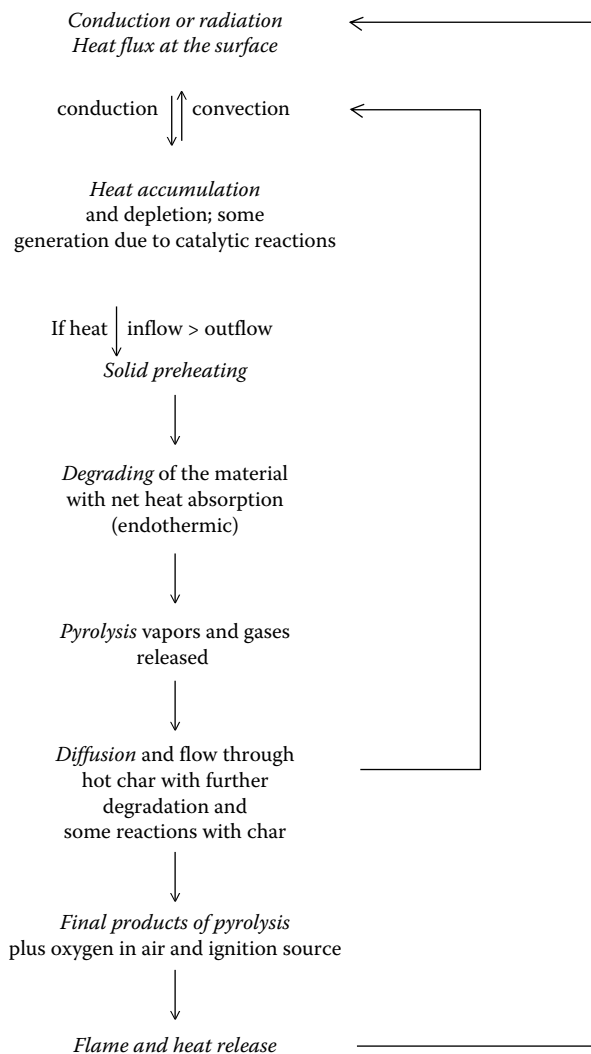 Conduction or radiation
Heat flux at the surface
conduction convection
Heat accumulation
and depletion; some
generation due to catalytic reactions
If heat inflow > outflow
Solid preheating
Degrading of the material
with net heat absorption
(endothermic)
Pyrolysis vapors and gases
released
Diffusion and flow through
hot char with further
degradation and
some reactions with char
Final products of pyrolysis
plus oxygen in air and ignition source
Flame and heat release